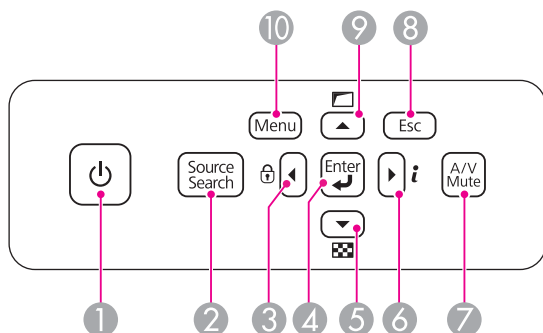 10 9 8
Menu Esc
Source
Search
Enter
i
A/V
Mute
1 2 3 4 5 6 7